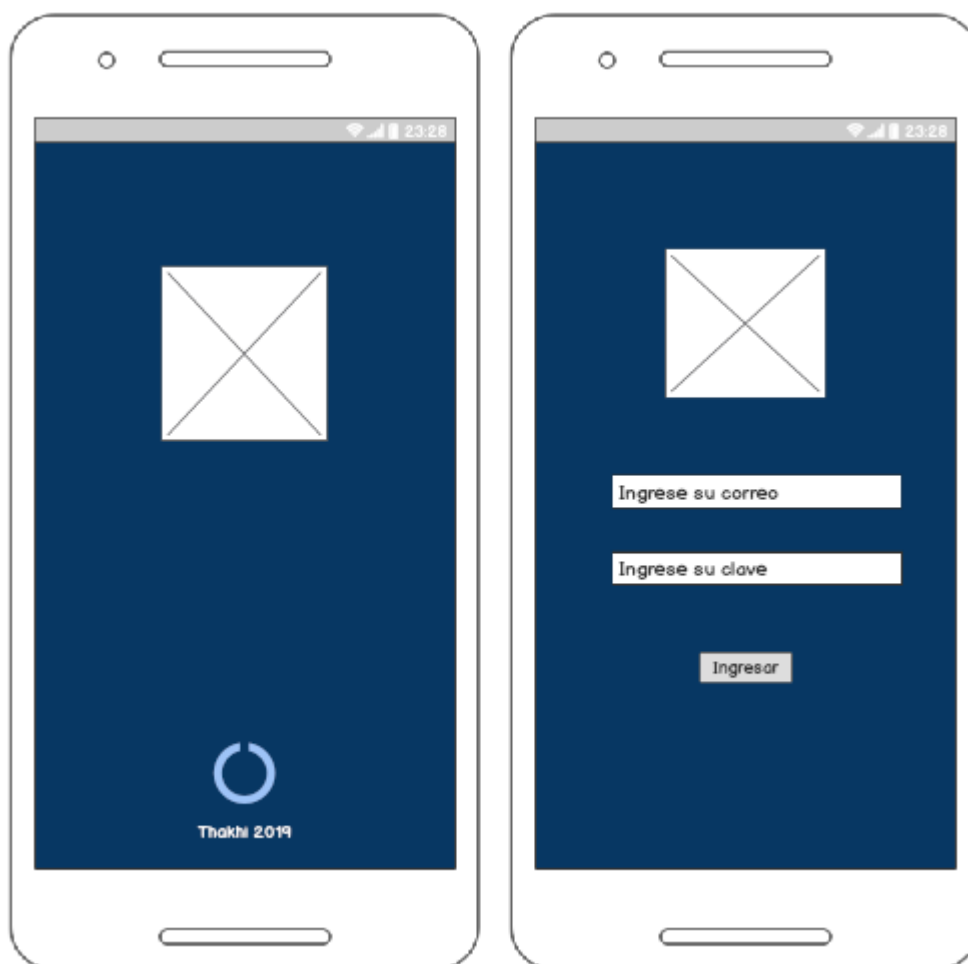 23:28
Thakhi 2019
23:28
Ingrese su correo
Ingrese su clave
Ingresar